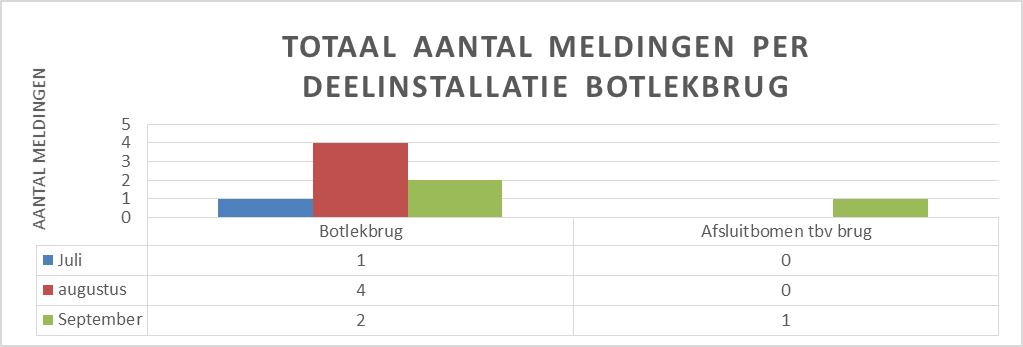 TOTAAL AANTAL MELDINGEN PER
DEELINSTALLATIE BOTLEKBRUG
AANTAL MELDINGEN
5
4
3
2
1
0
Botlekbrug Afsluitbomen tbv brug
Juli 1 0
augustus 4 0
September 2 1